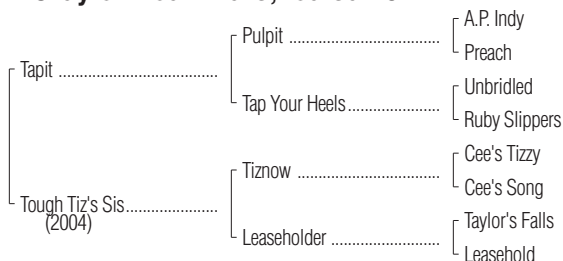 Tapit
Tough Tiz's Sis
(2004)
Pulpit
Tap Your Heels
Tiznow
Leaseholder
A.P. Indy
Preach
Unbridled
Ruby Slippers
Cee's Tizzy
Cee's Song
Taylor's Falls
Leasehold